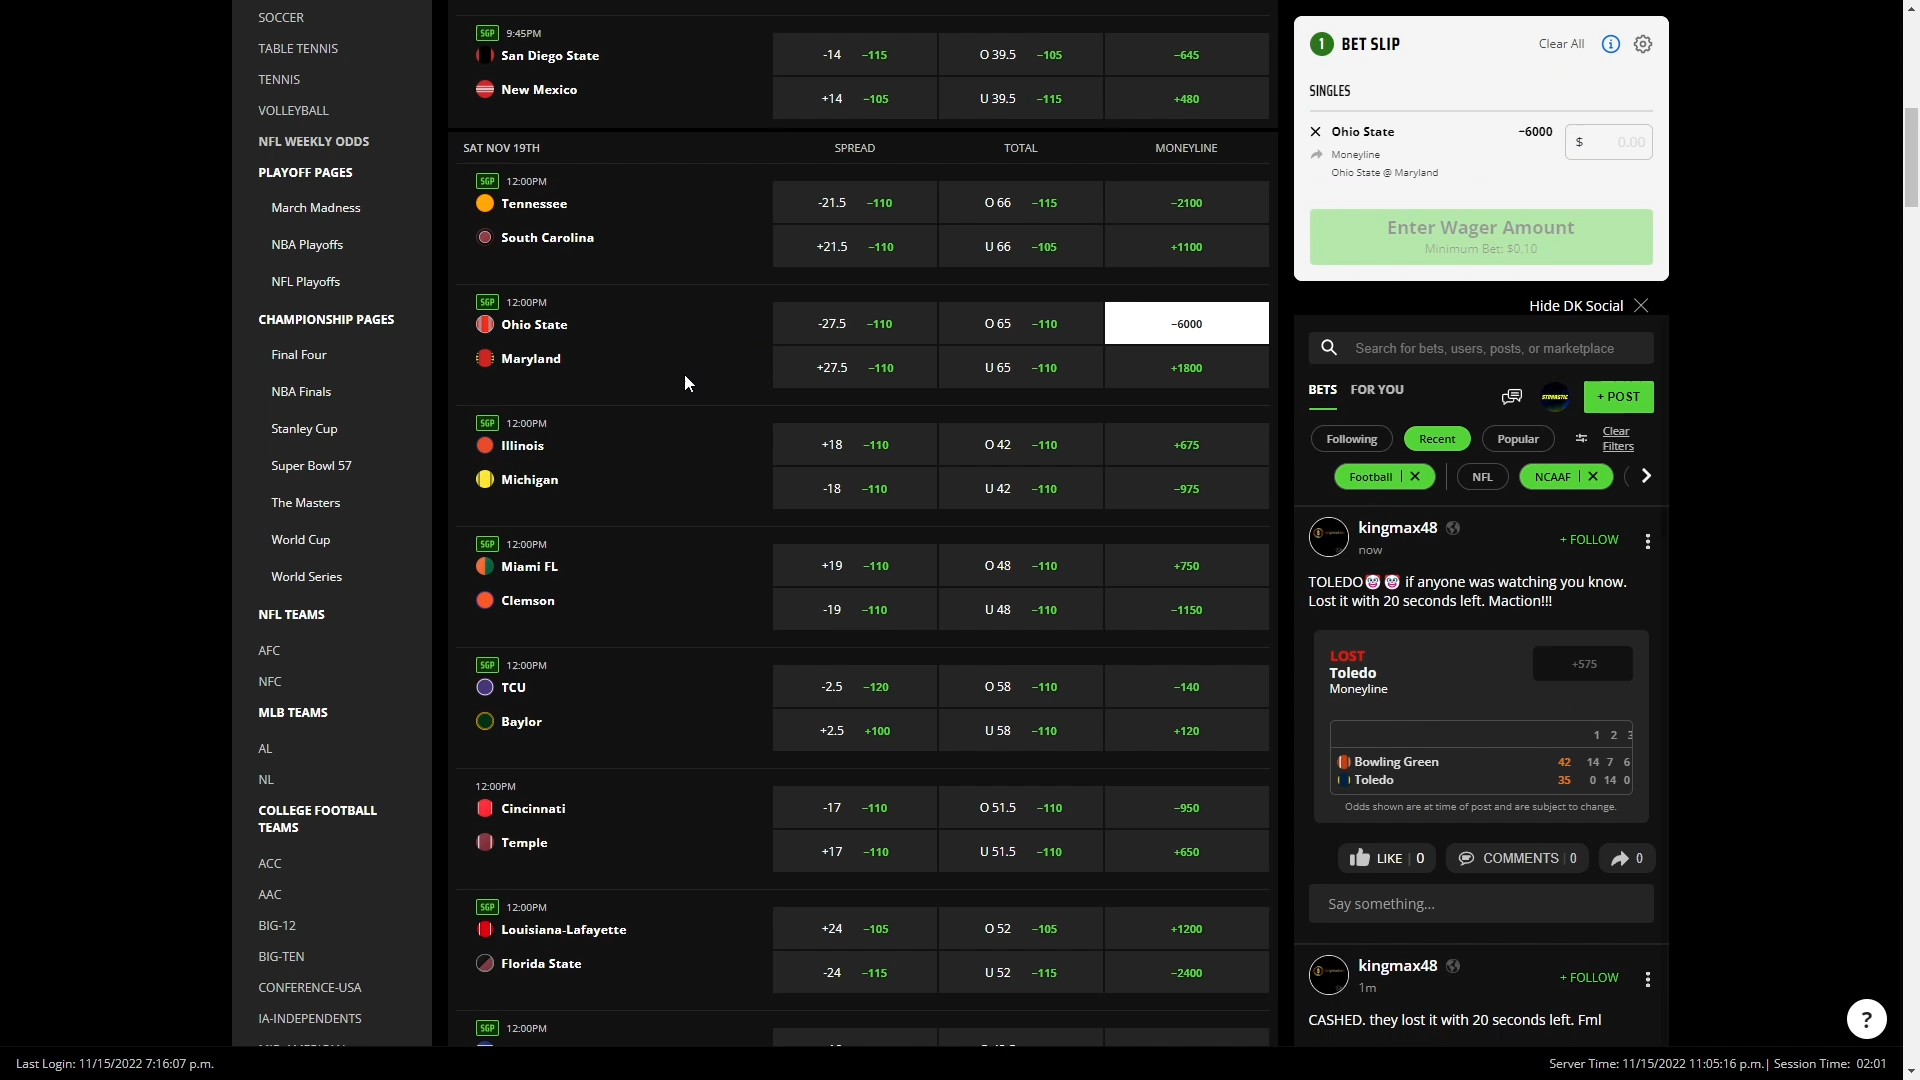 SOCCER
TABLE TENNIS
TENNIS
VOLLEYBALL
NFL WEEKLY ODDS
PLAYOFF PAGES
March Madness
NBA Playoffs
NFL Playoffs
CHAMPIONSHIP PAGES
Final Four
NBA Finals
Stanley Cup
Super Bowl 57
The Masters
World Cup
World Series
NFL TEAMS
AFC
NFC
MLB TEAMS
AL
NL
COLLEGE FOOTBALL
TEAMS
ACC
AAC
BIG-12
BIG-TEN
CONFERENCE-USA
IA-INDEPENDENTS
SGP 9:45PM
San Diego State -14 −115 O 39.5 −105 −645
New Mexico +14 −105 U 39.5 −115 +480
SAT NOV 19TH SPREAD TOTAL MONEYLINE
SGP 12:00PM
Tennessee -21.5 −110 O 66 −115 −2100
South Carolina +21.5 −110 U 66 −105 +1100
SGP 12:00PM
Ohio State -27.5 −110 O 65 −110 −6000
Maryland +27.5 −110 U 65 −110 +1800
SGP 12:00PM
Illinois +18 −110 O 42 −110 +675
Michigan -18 −110 U 42 −110 −975
SGP 12:00PM
Miami FL +19 −110 O 48 −110 +750
Clemson -19 −110 U 48 −110 −1150
SGP 12:00PM
TCU -2.5 −120 O 58 −110 −140
Baylor +2.5 +100 U 58 −110 +120
12:00PM
Cincinnati -17 −110 O 51.5 −110 −950
Temple +17 −110 U 51.5 −110 +650
SGP 12:00PM
Louisiana-Lafayette +24 −105 O 52 −105 +1200
Florida State -24 −115 U 52 −115 −2400
SGP 12:00PM
1 BET SLIP Clear All
SINGLES
Ohio State −6000 $ 0.00
Moneyline
Ohio State @ Maryland
Enter Wager Amount
Minimum Bet: $0.10
Hide DK Social
Search for bets, users, posts, or marketplace
BETS FOR YOU + POST
Following Recent Popular Clear
Filters
Football NFL NCAAF
kingmax48
now
+ FOLLOW
TOLEDO🤡🤡 if anyone was watching you know.
Lost it with 20 seconds left. Maction!!!
LOST
Toledo +575
Moneyline
1 2 3
Bowling Green 42 14 7 6
Toledo 35 0 14 0
Odds shown are at time of post and are subject to change.
LIKE | 0 COMMENTS | 0 0
Say something...
kingmax48
1m
+ FOLLOW
CASHED. they lost it with 20 seconds left. Fml
?
Last Login: 11/15/2022 7:16:07 p.m. Server Time: 11/15/2022 11:05:16 p.m.| Session Time: 02:01